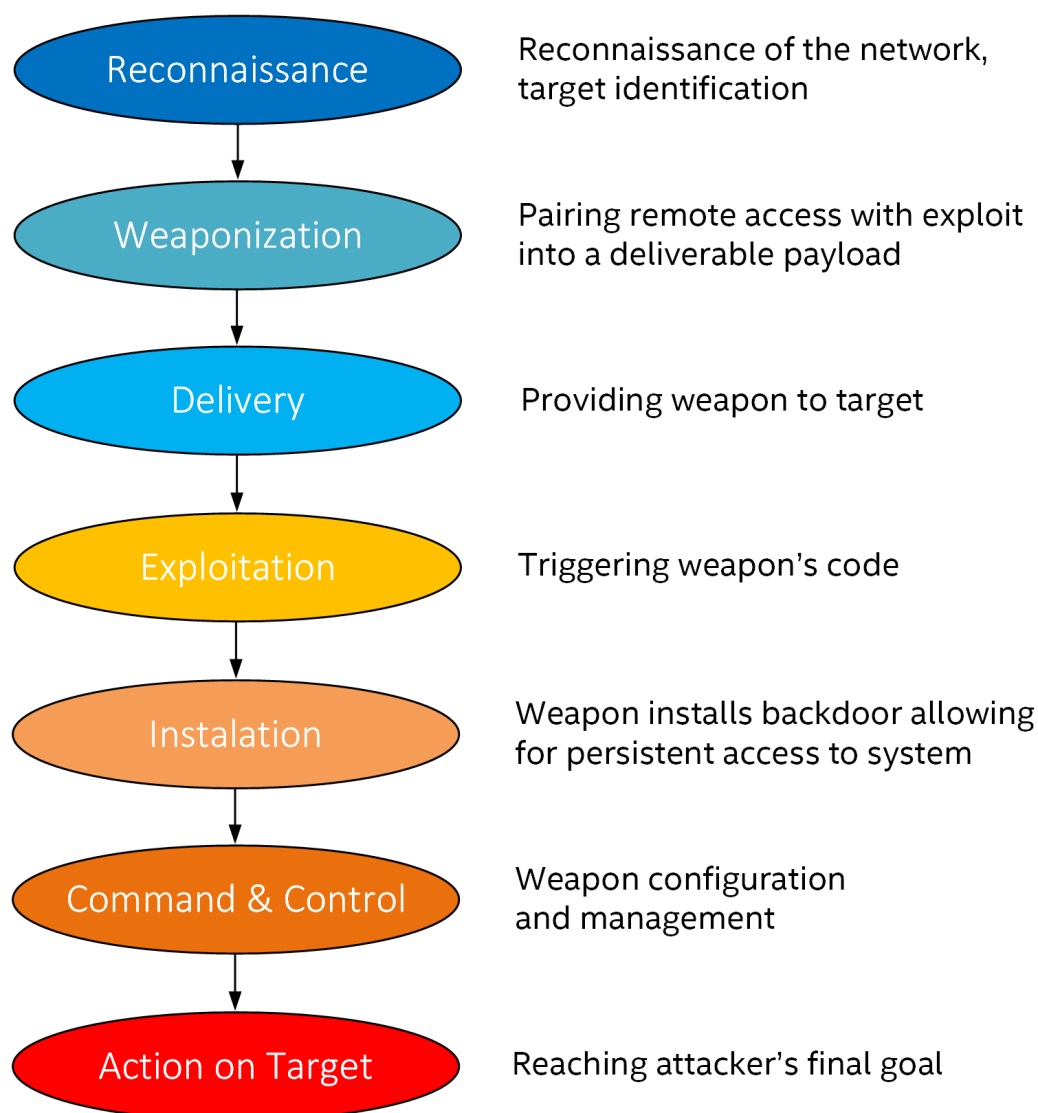 Reconnaissance
Reconnaissance of the network,
target identification
Weaponization
Pairing remote access with exploit
into a deliverable payload
Delivery
Providing weapon to target
Exploitation
Triggering weapon’s code
Instalation
Weapon installs backdoor allowing
for persistent access to system
Command & Control
Weapon configuration
and management
Action on Target
Reaching attacker’s final goal